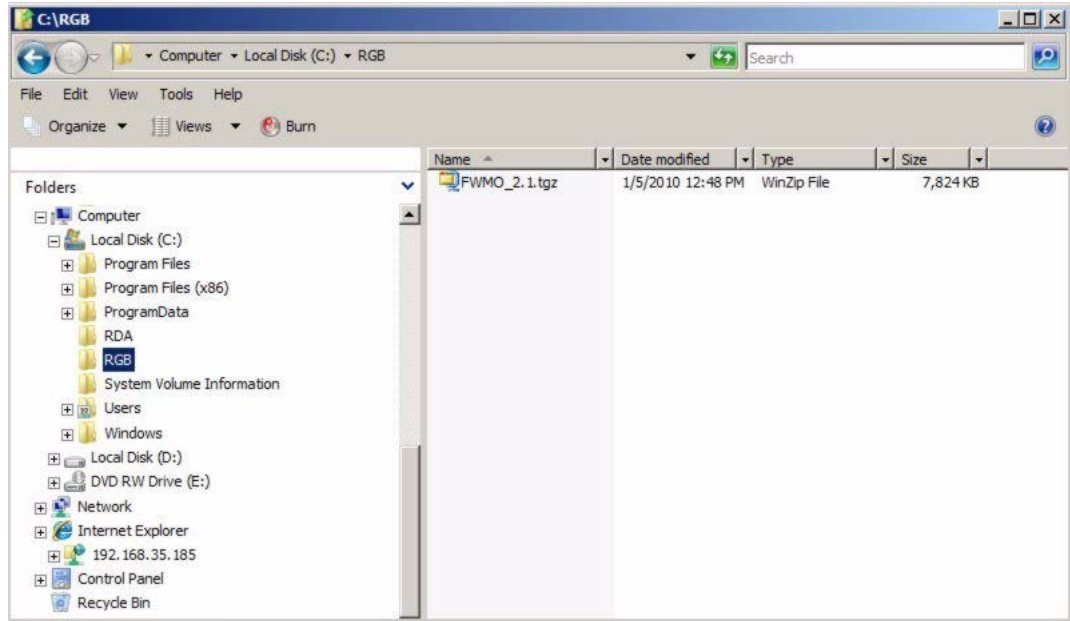 C:\RGB
Computer Local Disk (C:) RGB
Search
File Edit View Tools Help
Organize Views Burn
Name Date modified Type Size
Folders
FWMO_2.1.tgz 1/5/2010 12:48 PM WinZip File 7,824 KB
Computer
Local Disk (C:)
Program Files
Program Files (x86)
ProgramData
RDA
RGB
System Volume Information
Users
Windows
Local Disk (D:)
DVD RW Drive (E:)
Network
Internet Explorer
192.168.35.185
Control Panel
Recycle Bin